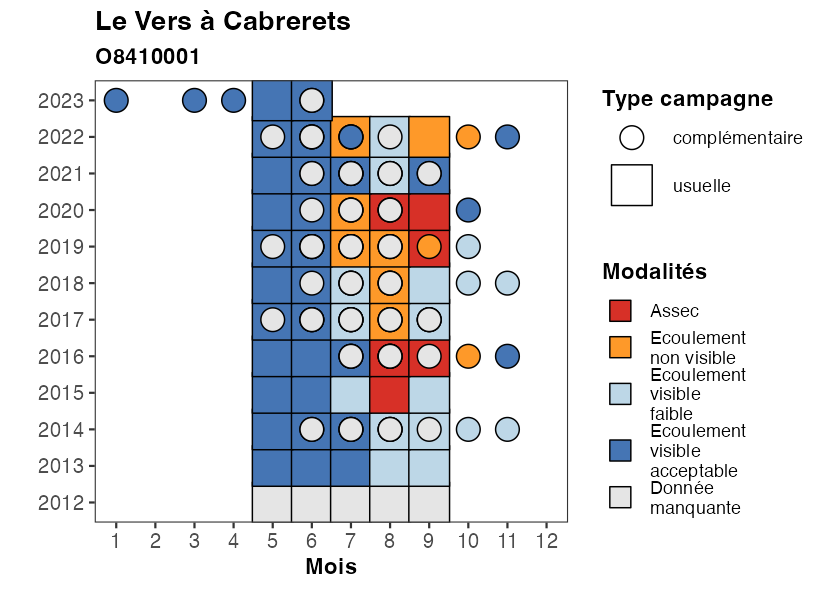 Le Vers à Cabrerets
O8410001
2023
2022
2021
2020
2019
2018
2017
2016
2015
2014
2013
2012
1 2 3 4 5 6 7 8 9 10 11 12
Mois
Type campagne
complémentaire
usuelle
Modalités
Assec
Ecoulement
non visible
Ecoulement
visible
faible
Ecoulement
visible
acceptable
Donnée
manquante